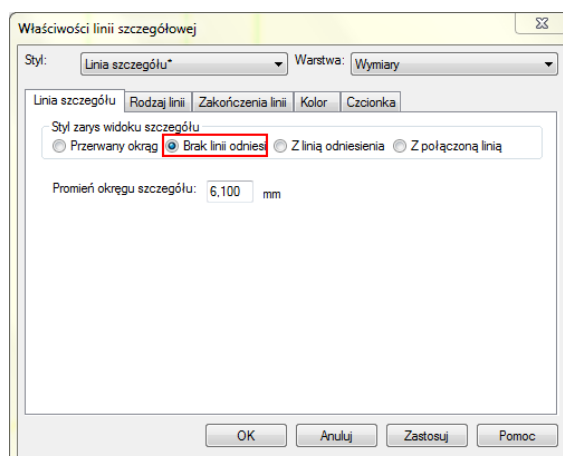 Właściwości linii szczegółowej
Styl: Linia szczegółu* Warstwa: Wymiary
Linia szczegółu Rodzaj linii Zakończenia linii Kolor Czcionka
Styl zarys widoku szczegółu
Przerwany okrąg Brak linii odniesi Z linią odniesienia Z połączoną linią
Promień okręgu szczegółu: 6,100 mm
OK Anuluj Zastosuj Pomoc